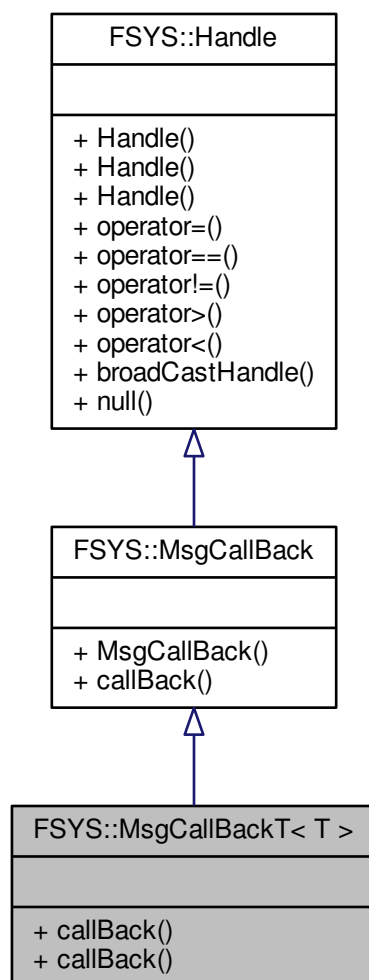 FSYS::Handle
+ Handle()
+ Handle()
+ Handle()
+ operator=()
+ operator==()
+ operator!=()
+ operator>()
+ operator<()
+ broadCastHandle()
+ null()
FSYS::MsgCallBack
+ MsgCallBack()
+ callBack()
FSYS::MsgCallBackT< T >
+ callBack()
+ callBack()